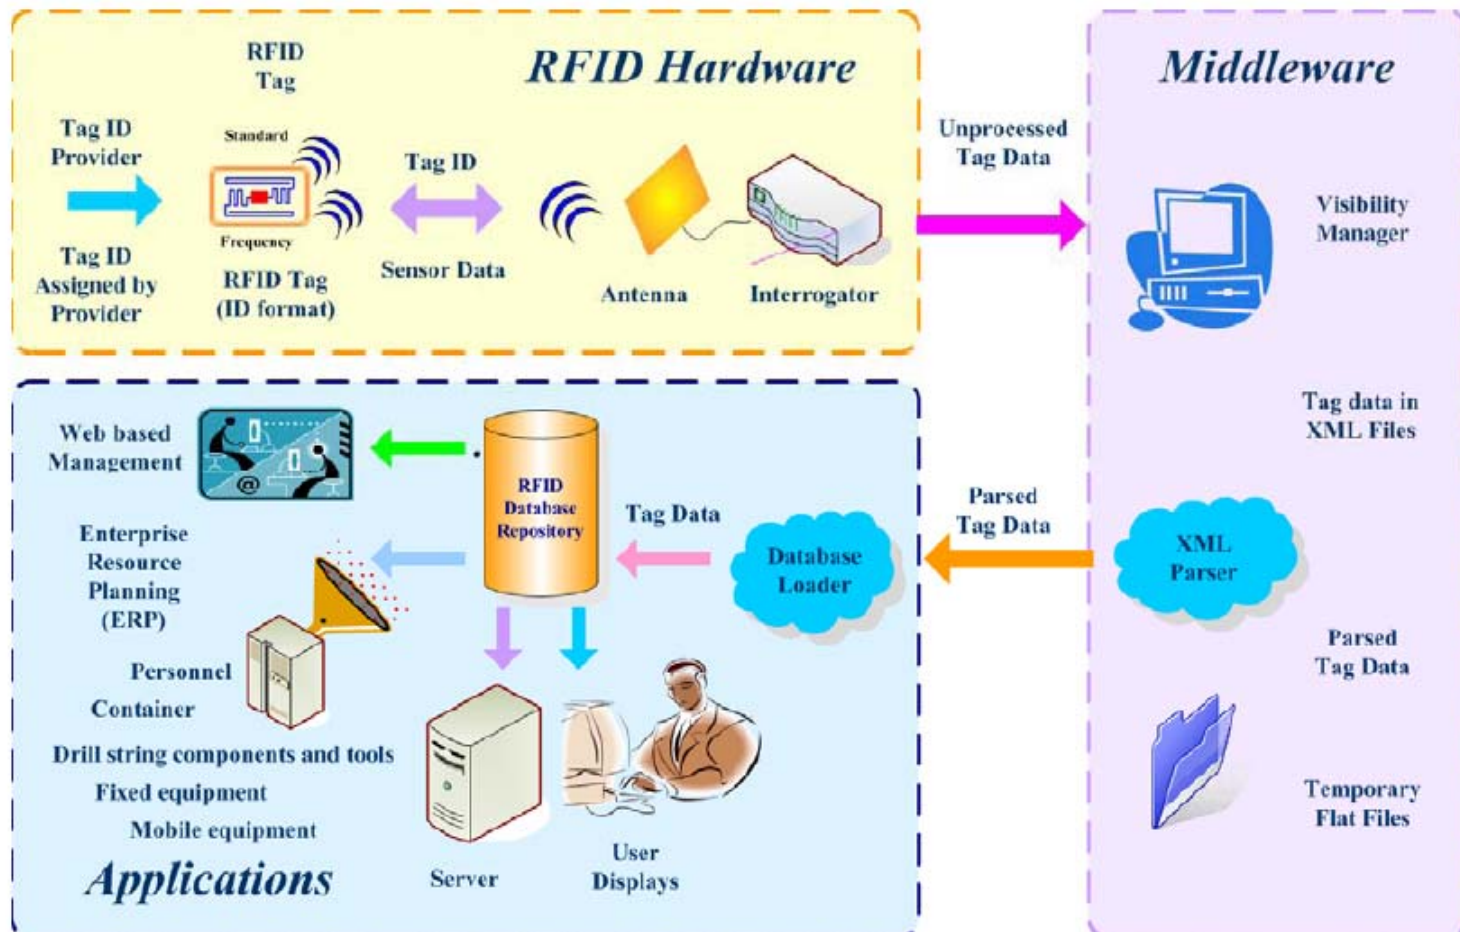 RFID Hardware
RFID
Tag
Tag ID
Provider
Standard
Tag ID
Frequency
Tag ID
Assigned by
Provider
RFID Tag
(ID format)
Sensor Data
Antenna
Interrogator
Unprocessed
Tag Data
Middleware
Visibility
Manager
Tag data in
XML Files
XML
Parser
Parsed
Tag Data
Temporary
Flat Files
Parsed
Tag Data
Web based
Management
@
RFID
Database
Repository
Tag Data
Database
Loader
Enterprise
Resource
Planning
(ERP)
Personnel
Container
Drill string components and tools
Fixed equipment
Mobile equipment
Server
User
Displays
Applications